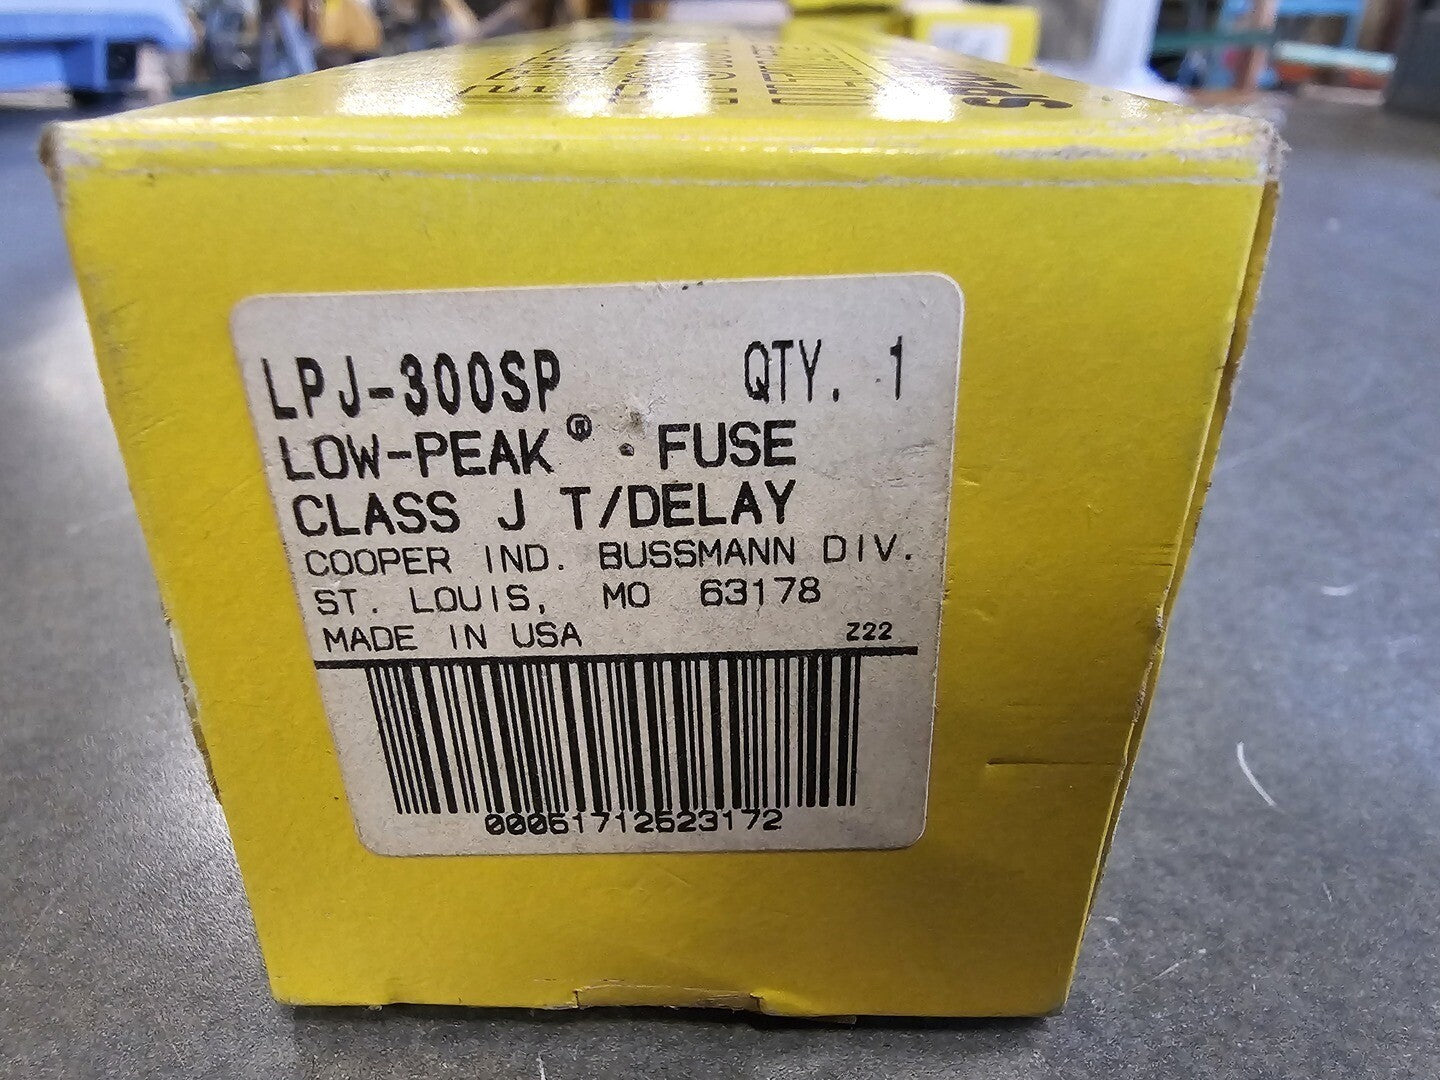 LPJ-300SP QTY. 1
LOW-PEAK® . FUSE
CLASS J T/DELAY
COOPER IND. BUSSMANN DIV.
ST. LOUIS, MO 63178
MADE IN USA Z22
00051712523172